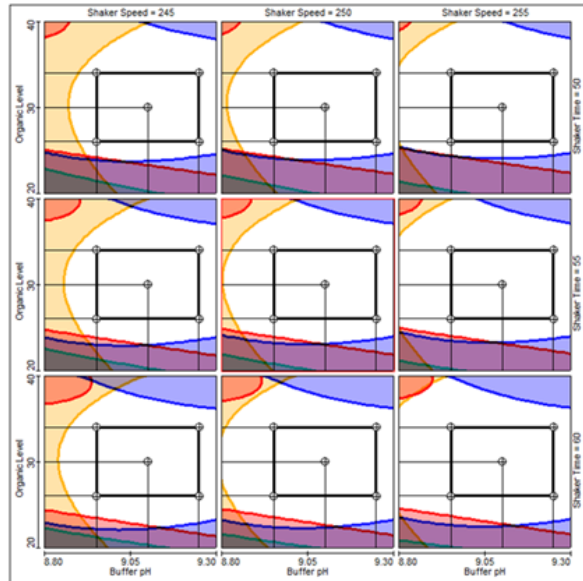 Shaker Speed = 245
Shaker Speed = 250
Shaker Speed = 255
40
30
20
Organic Level
Shaker Time = 50
40
30
20
Organic Level
Shaker Time = 55
40
30
20
Organic Level
Shaker Time = 60
8.80 9.05 9.30
8.80 9.05 9.30
8.80 9.05 9.30
Buffer pH
Buffer pH
Buffer pH